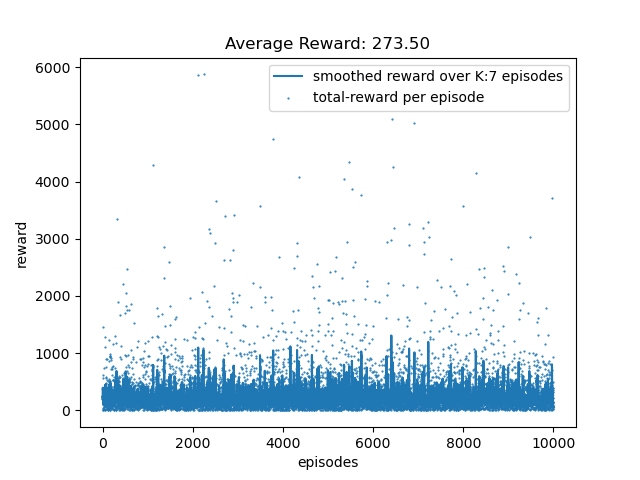 Average Reward: 273.50
smoothed reward over K:7 episodes
total-reward per episode
6000
5000
4000
3000
2000
1000
0
reward
0 2000 4000 6000 8000 10000
episodes